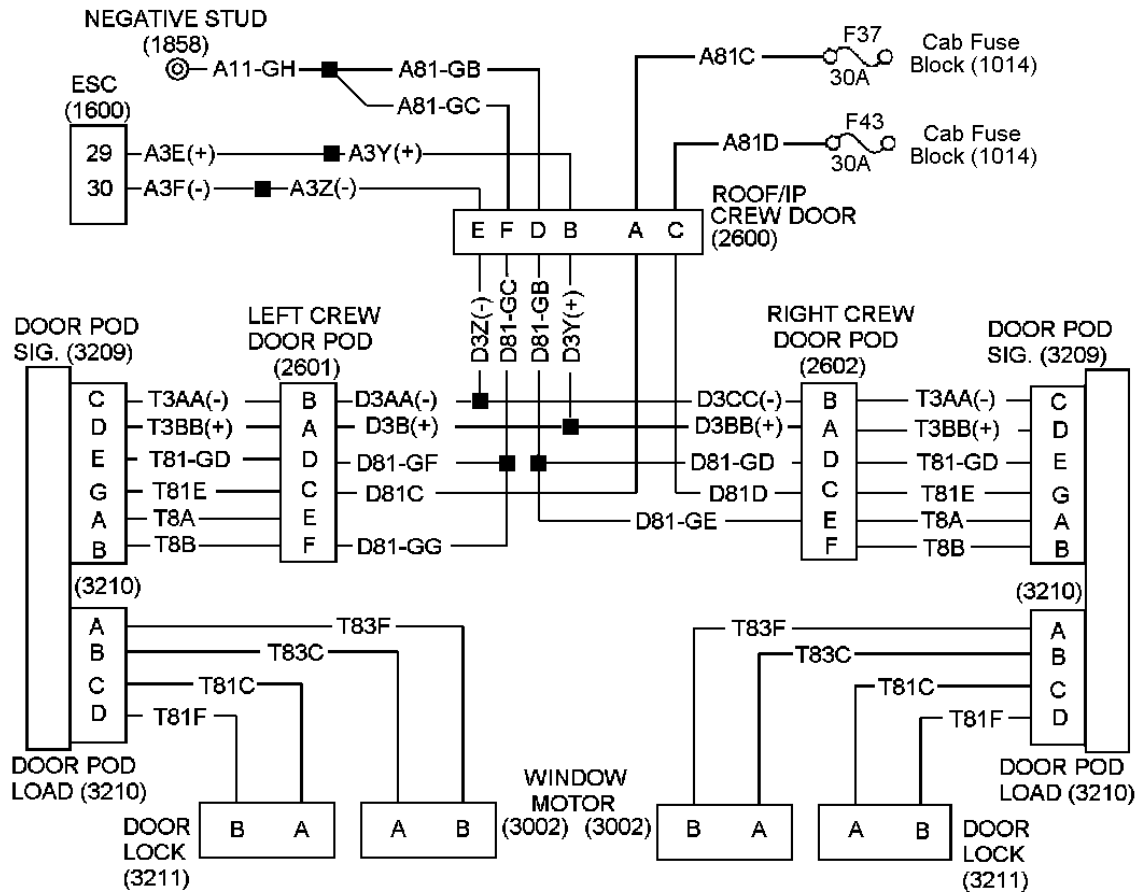 NEGATIVE STUD
(1858)
A11-GH
A81-GB
A81-GC
A81C
F37
30A
Cab Fuse
Block (1014)
A81D
F43
30A
Cab Fuse
Block (1014)
ESC
(1600)
29 A3E(+) A3Y(+)
30 A3F(-) A3Z(-)
E F D B A C
ROOF/IP
CREW DOOR
(2600)
D3Z(-)
D81-GC
D81-GB
D3Y(+)
DOOR POD
SIG. (3209)
LEFT CREW
DOOR POD
(2601)
RIGHT CREW
DOOR POD
(2602)
DOOR POD
SIG. (3209)
C T3AA(-) B D3AA(-) D3CC(-) B T3AA(-) C
D T3BB(+) A D3B(+) D3BB(+) A T3BB(+) D
E T81-GD D D81-GF D81-GD D T81-GD E
G T81E C D81C D81D C T81E G
A T8A E D81-GE E T8A A
B T8B F D81-GG F T8B B
(3210)
(3210)
A T83F T83F A
B T83C T83C B
C T81C T81C C
D T81F T81F D
DOOR POD
LOAD (3210)
DOOR POD
LOAD (3210)
WINDOW
MOTOR
(3002) (3002)
B A A B B A A B
DOOR
LOCK
(3211)
DOOR
LOCK
(3211)